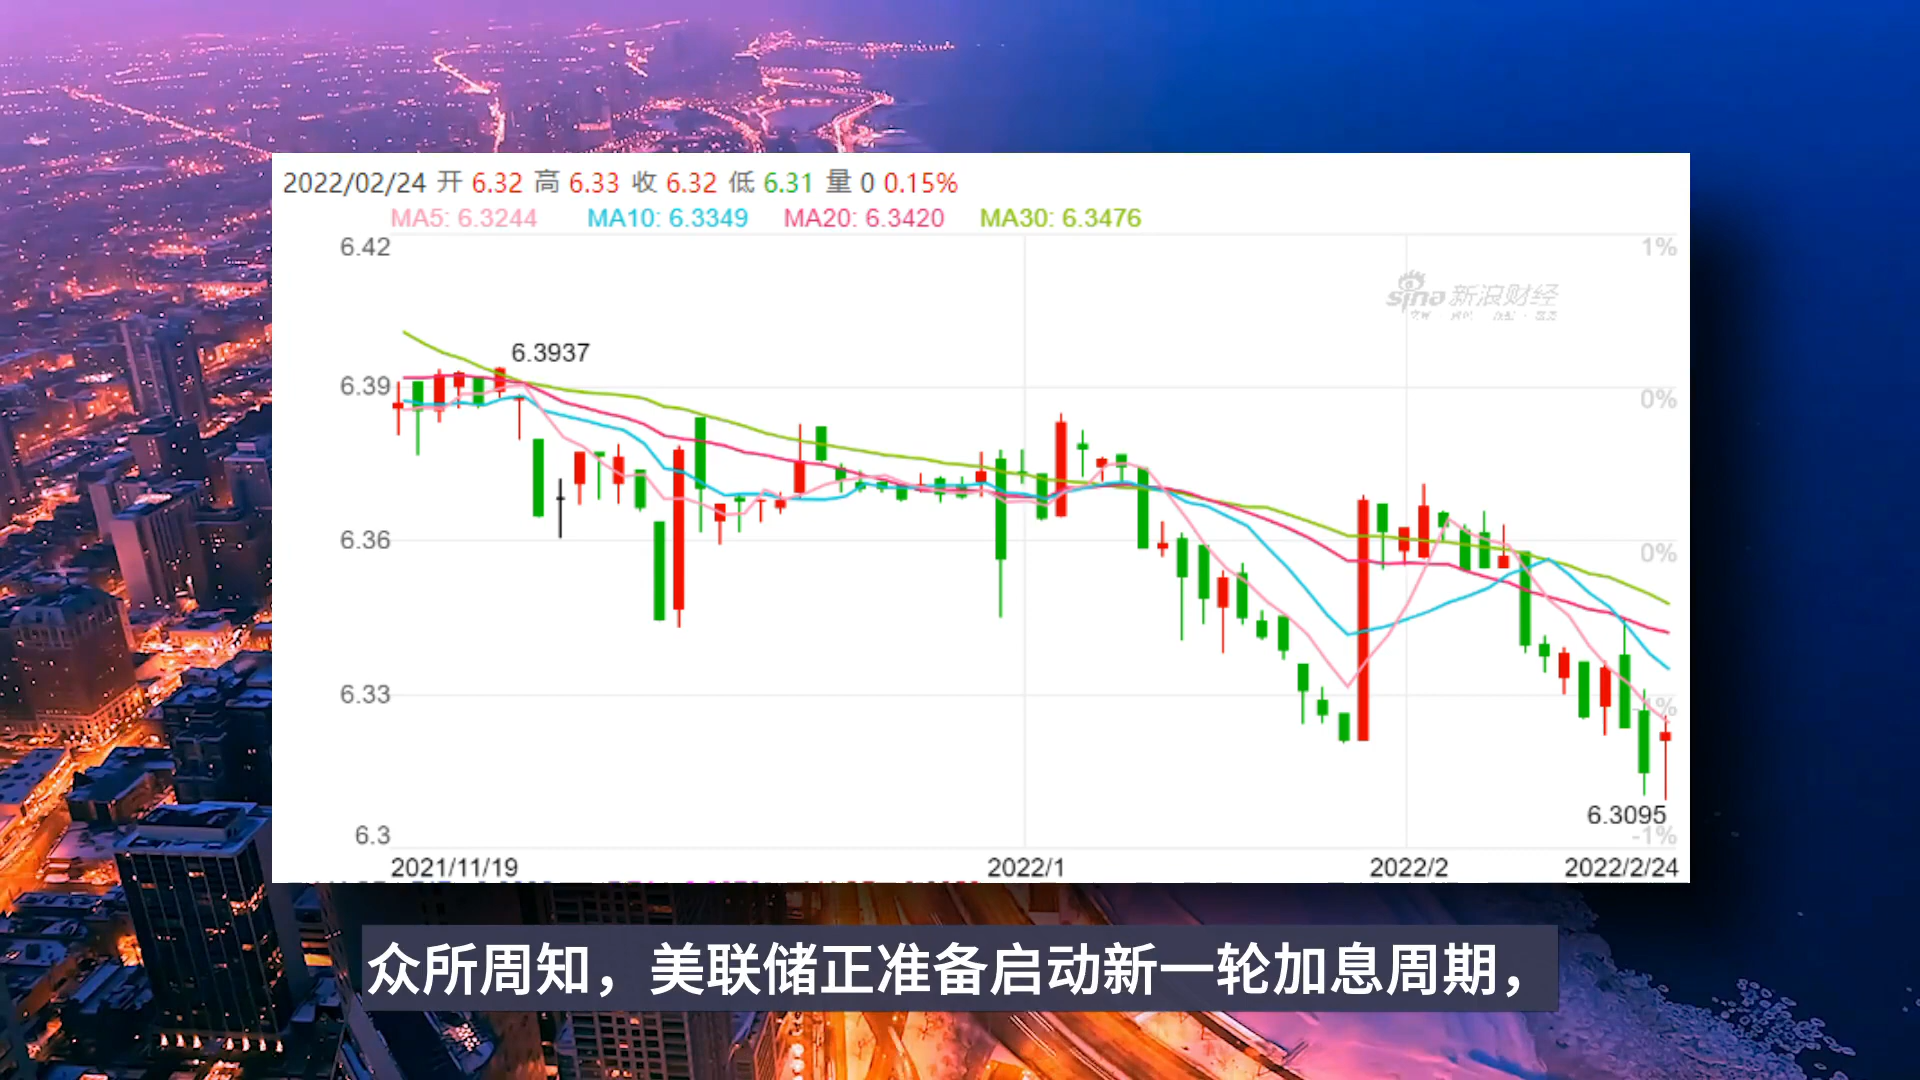 2022/02/24 开 6.32 高 6.33 收 6.32 低 6.31 量 0 0.15%
MA5: 6.3244 MA10: 6.3349 MA20: 6.3420 MA30: 6.3476
6.42 1%
sina 新浪财经
6.3937
6.39 0%
6.36 0%
6.33 -1%
6.3095
6.3 -1%
2021/11/19 2022/1 2022/2 2022/2/24
众所周知，美联储正准备启动新一轮加息周期，